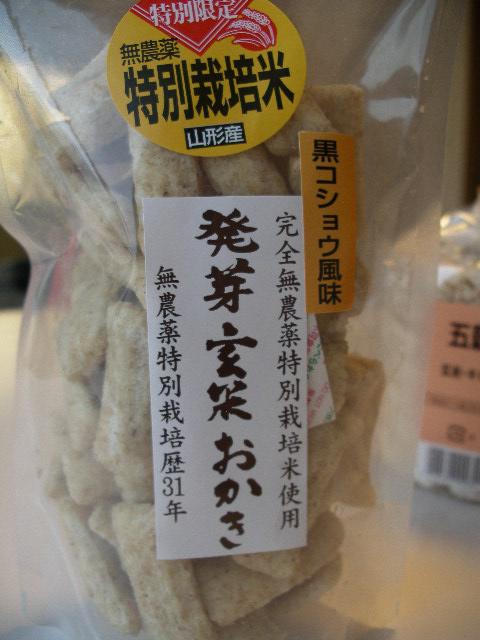 特別限定
無農薬
特別栽培米
山形産
黒コショウ風味
完全無農薬特別栽培米使用
発芽玄米おかき
無農薬特別栽培歴31年
五